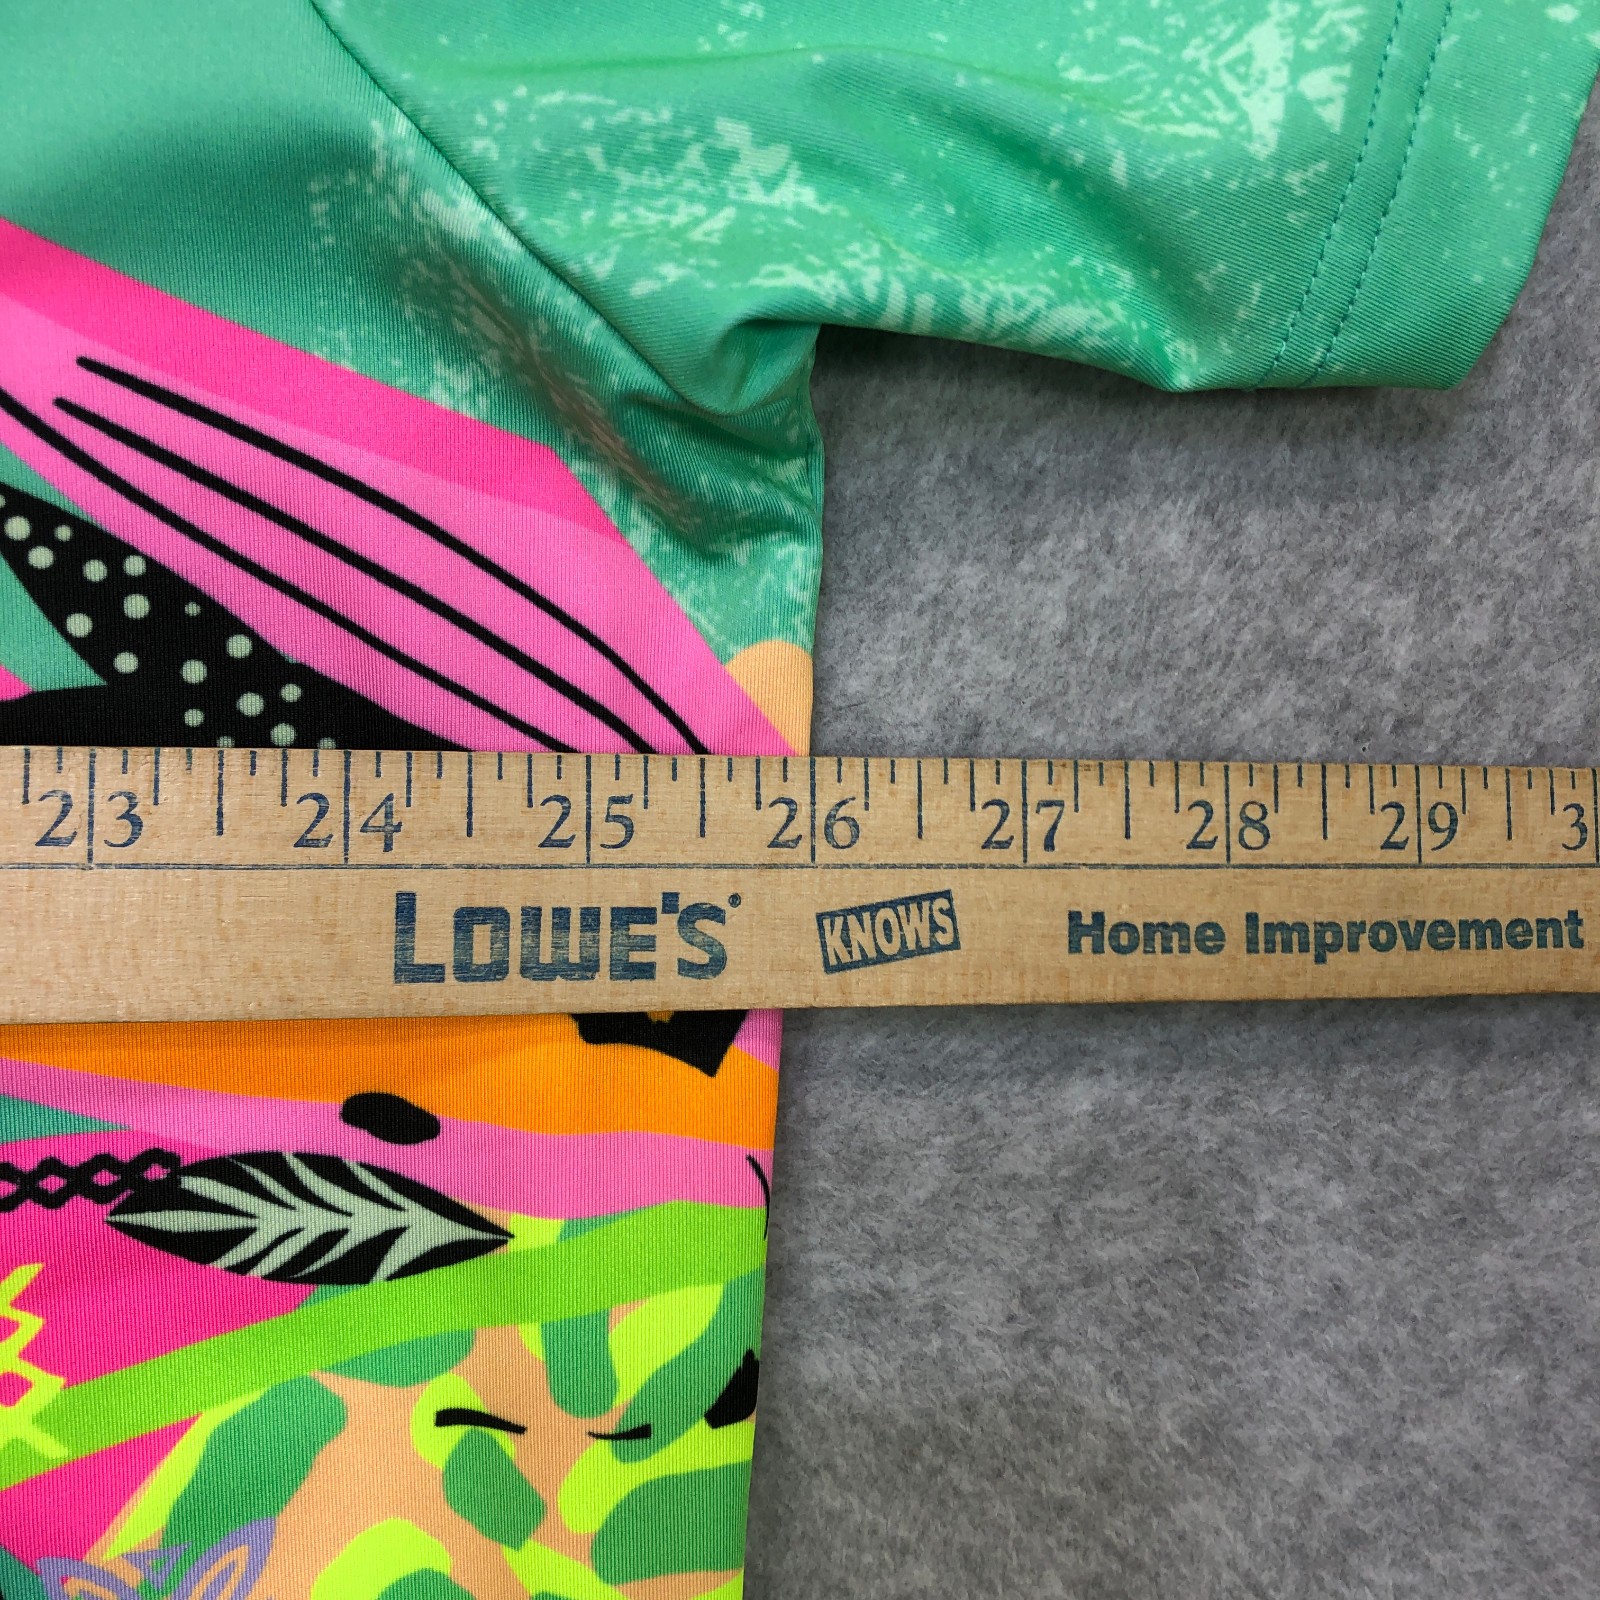 23 24 25 26 27 28 29 3
LOWE'S® KNOWS Home Improvement